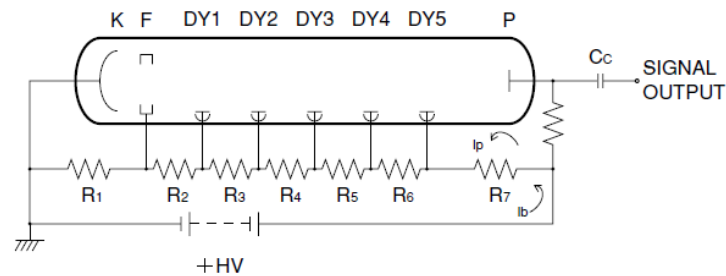 K F DY1 DY2 DY3 DY4 DY5 P
Cc
SIGNAL
OUTPUT
Ip
R1 R2 R3 R4 R5 R6 R7
Ib
+HV